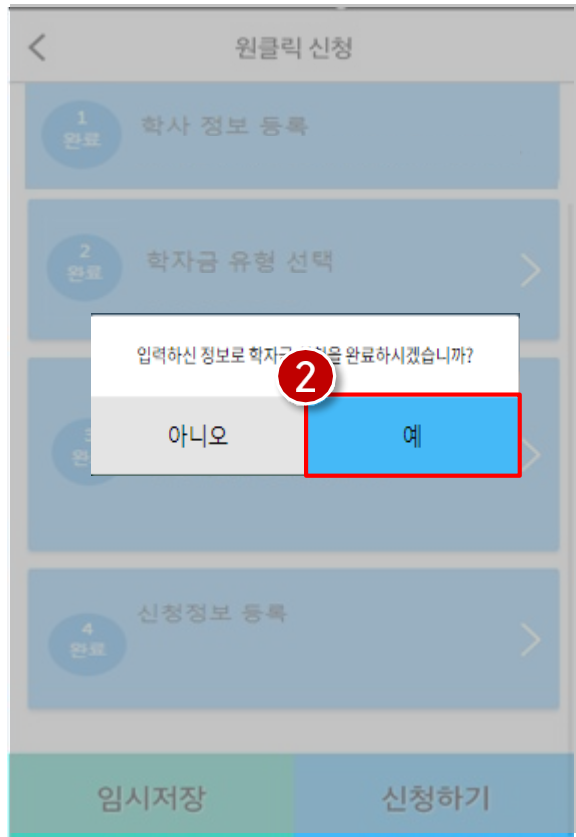 원클릭 신청
1
완료
학사 정보 등록
2
완료
학자금 유형 선택
입력하신 정보로 학자금 을 완료하시겠습니까?
2
아니오
예
3
4
완료
신청정보 등록
임시저장
신청하기